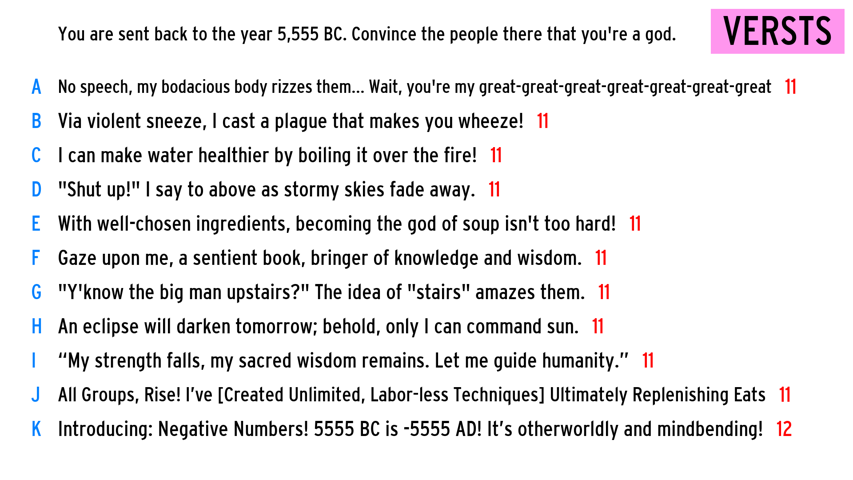 You are sent back to the year 5,555 BC. Convince the people there that you're a god. VERSTS
A No speech, my bodacious body rizzes them... Wait, you're my great-great-great-great-great-great-great 11
B Via violent sneeze, I cast a plague that makes you wheeze! 11
C I can make water healthier by boiling it over the fire! 11
D "Shut up!" I say to above as stormy skies fade away. 11
E With well-chosen ingredients, becoming the god of soup isn't too hard! 11
F Gaze upon me, a sentient book, bringer of knowledge and wisdom. 11
G "Y'know the big man upstairs?" The idea of "stairs" amazes them. 11
H An eclipse will darken tomorrow; behold, only I can command sun. 11
I “My strength falls, my sacred wisdom remains. Let me guide humanity.” 11
J All Groups, Rise! I’ve [Created Unlimited, Labor-less Techniques] Ultimately Replenishing Eats 11
K Introducing: Negative Numbers! 5555 BC is -5555 AD! It’s otherworldly and mindbending! 12